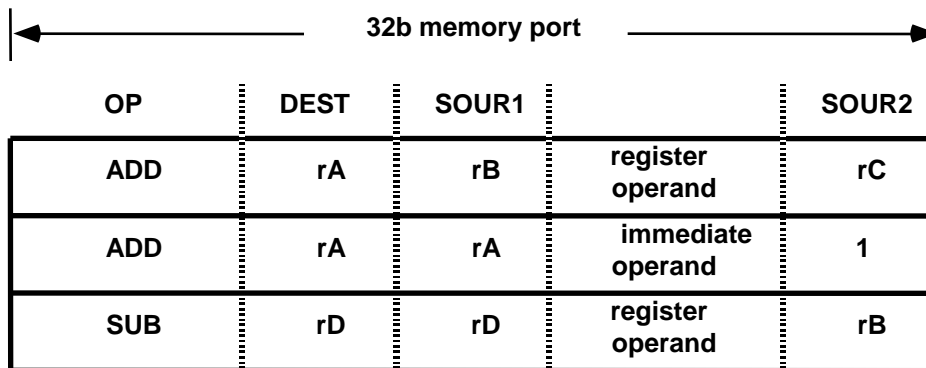 32b memory port
OP DEST SOUR1 SOUR2
ADD rA rB register operand rC
ADD rA rA immediate operand 1
SUB rD rD register operand rB